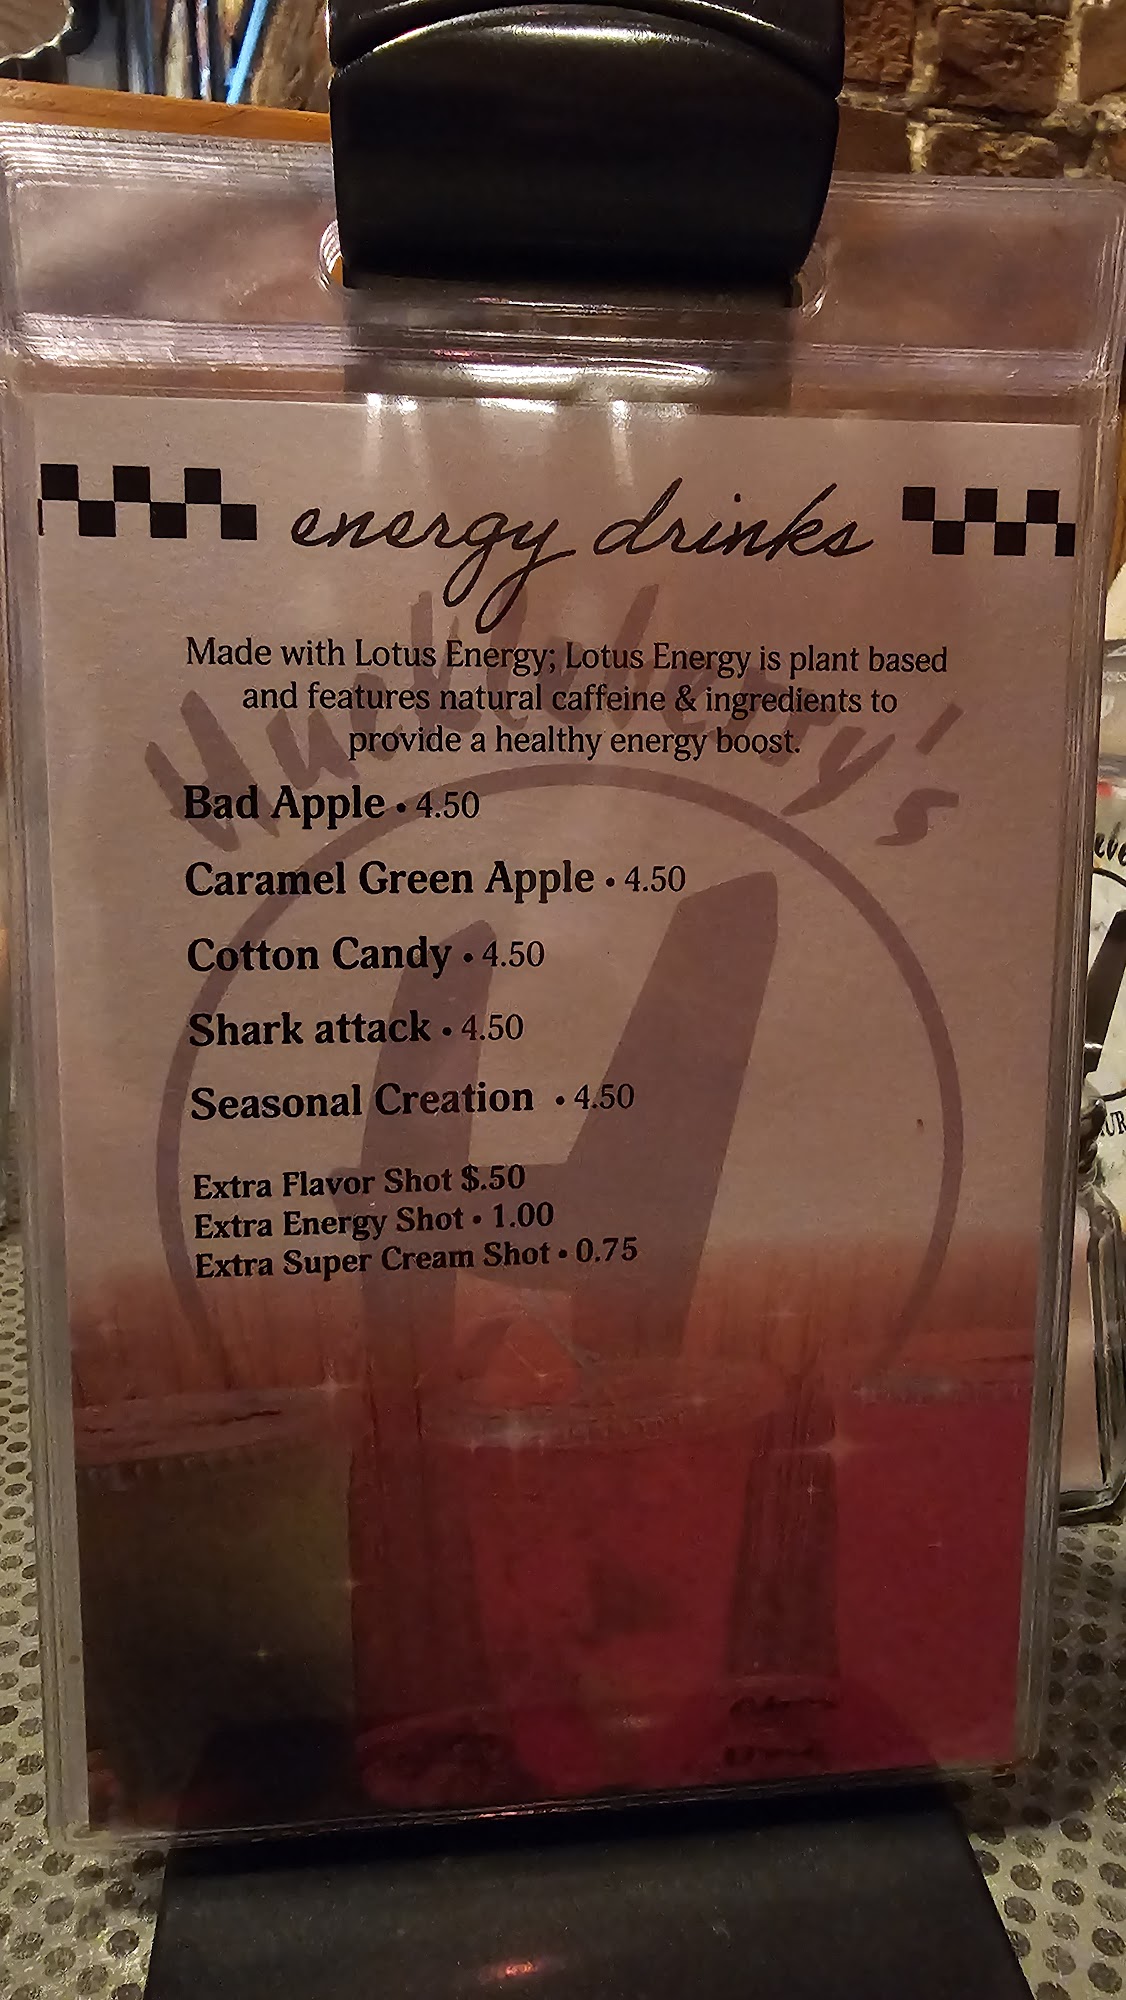 energy drinks
Huckleberry's
Made with Lotus Energy; Lotus Energy is plant based
and features natural caffeine & ingredients to
provide a healthy energy boost.
Bad Apple • 4.50
Caramel Green Apple • 4.50
Cotton Candy • 4.50
Shark attack • 4.50
Seasonal Creation • 4.50
Extra Flavor Shot $.50
Extra Energy Shot • 1.00
Extra Super Cream Shot • 0.75
H